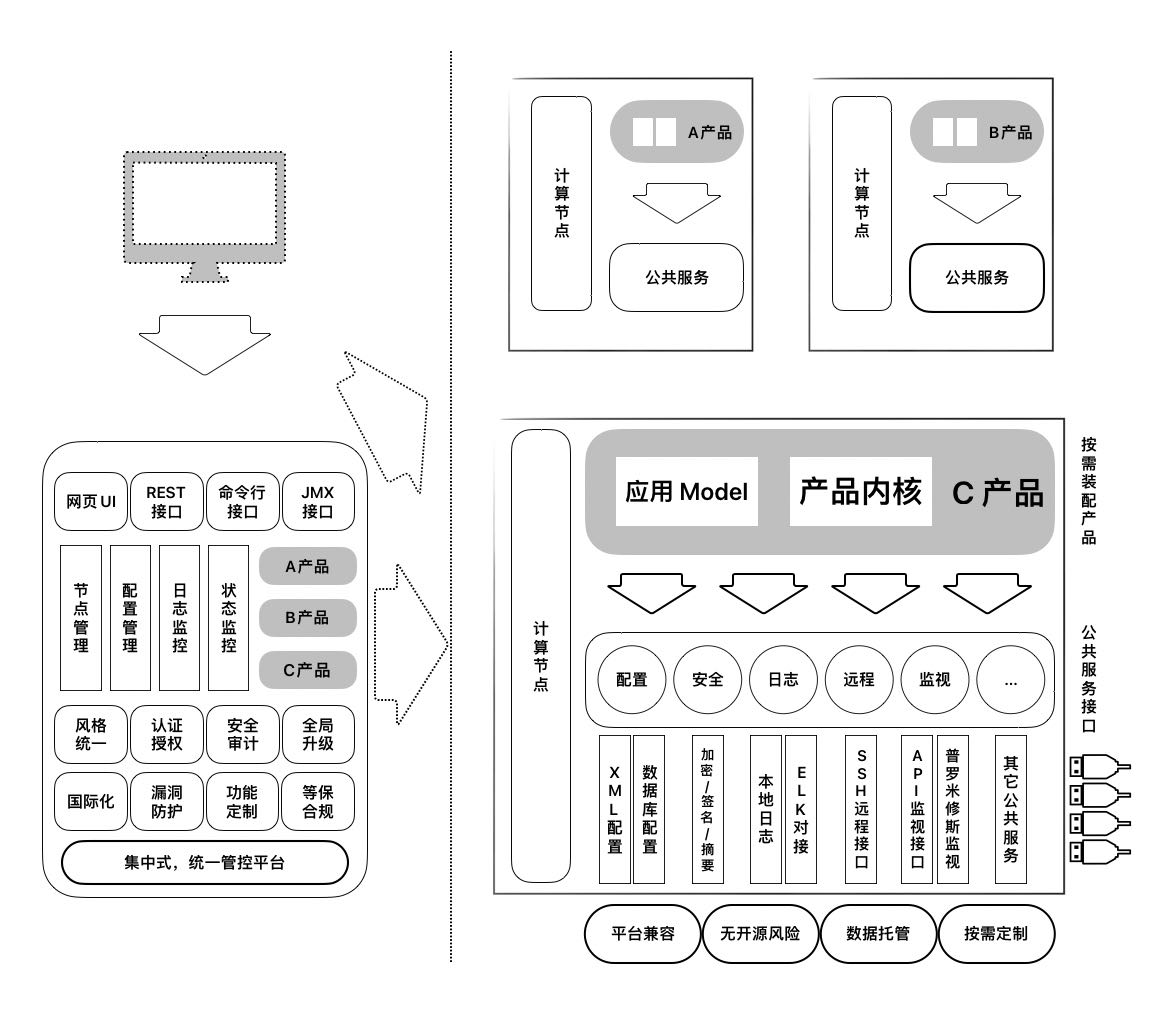 网页UI
REST
接口
命令行
接口
JMX
接口
节点管理
配置管理
日志监控
状态监控
A产品
B产品
C产品
风格
统一
认证
授权
安全
审计
全局
升级
国际化
漏洞
防护
功能
定制
等保
合规
集中式，统一管控平台
计算节点
A产品
公共服务
计算节点
B产品
公共服务
计算节点
应用 Model
产品内核
C 产品
按需装配产品
配置
安全
日志
远程
监视
...
公共服务接口
XML配置
数据库配置
加密/签名/摘要
本地日志
ELK对接
SSH远程接口
API监视接口
普罗米修斯监视
其它公共服务
平台兼容
无开源风险
数据托管
按需定制